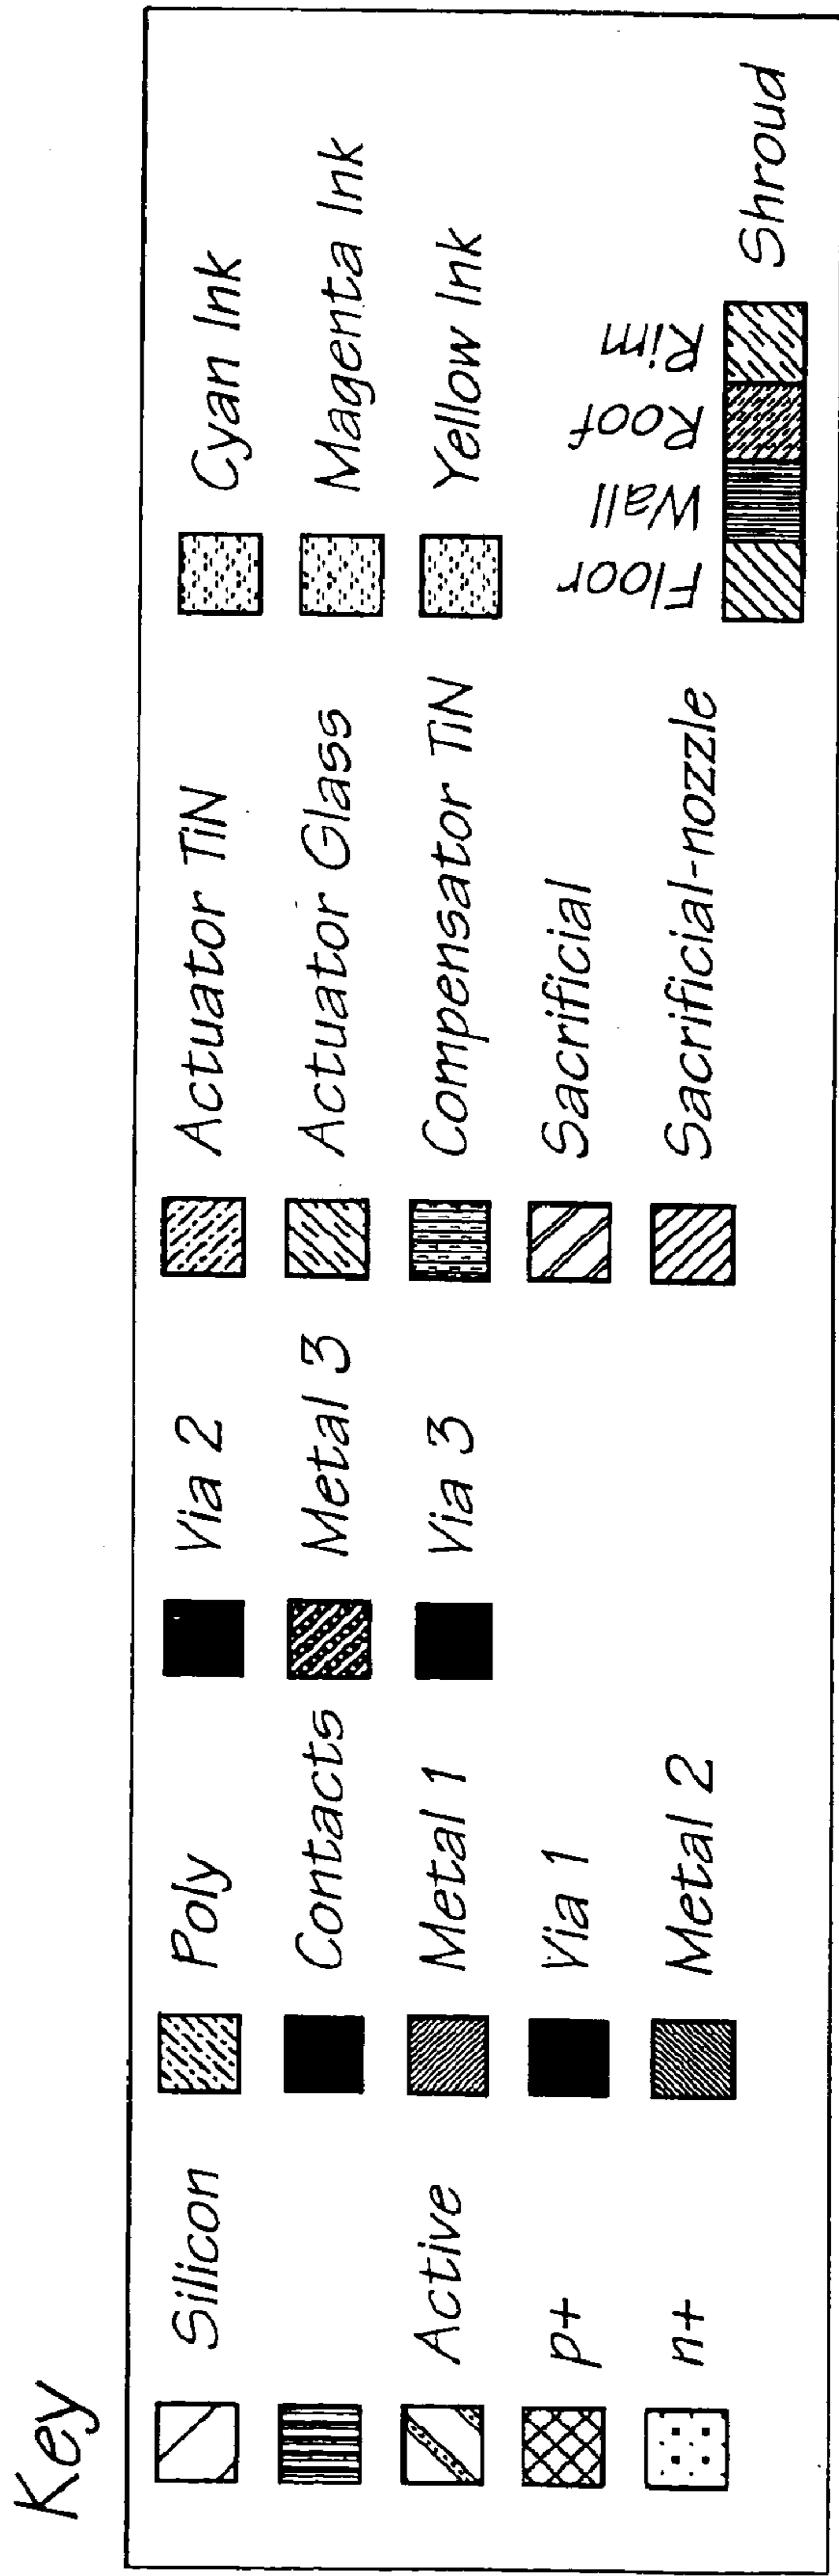 Key
Silicon
Active
p+
n+
Poly
Contacts
Metal 1
Via 1
Metal 2
Via 2
Metal 3
Via 3
Actuator TiN
Actuator Glass
Compensator TiN
Sacrificial
Sacrificial-nozzle
Cyan Ink
Magenta Ink
Yellow Ink
Floor
Wall
Roof
Rim
Shroud